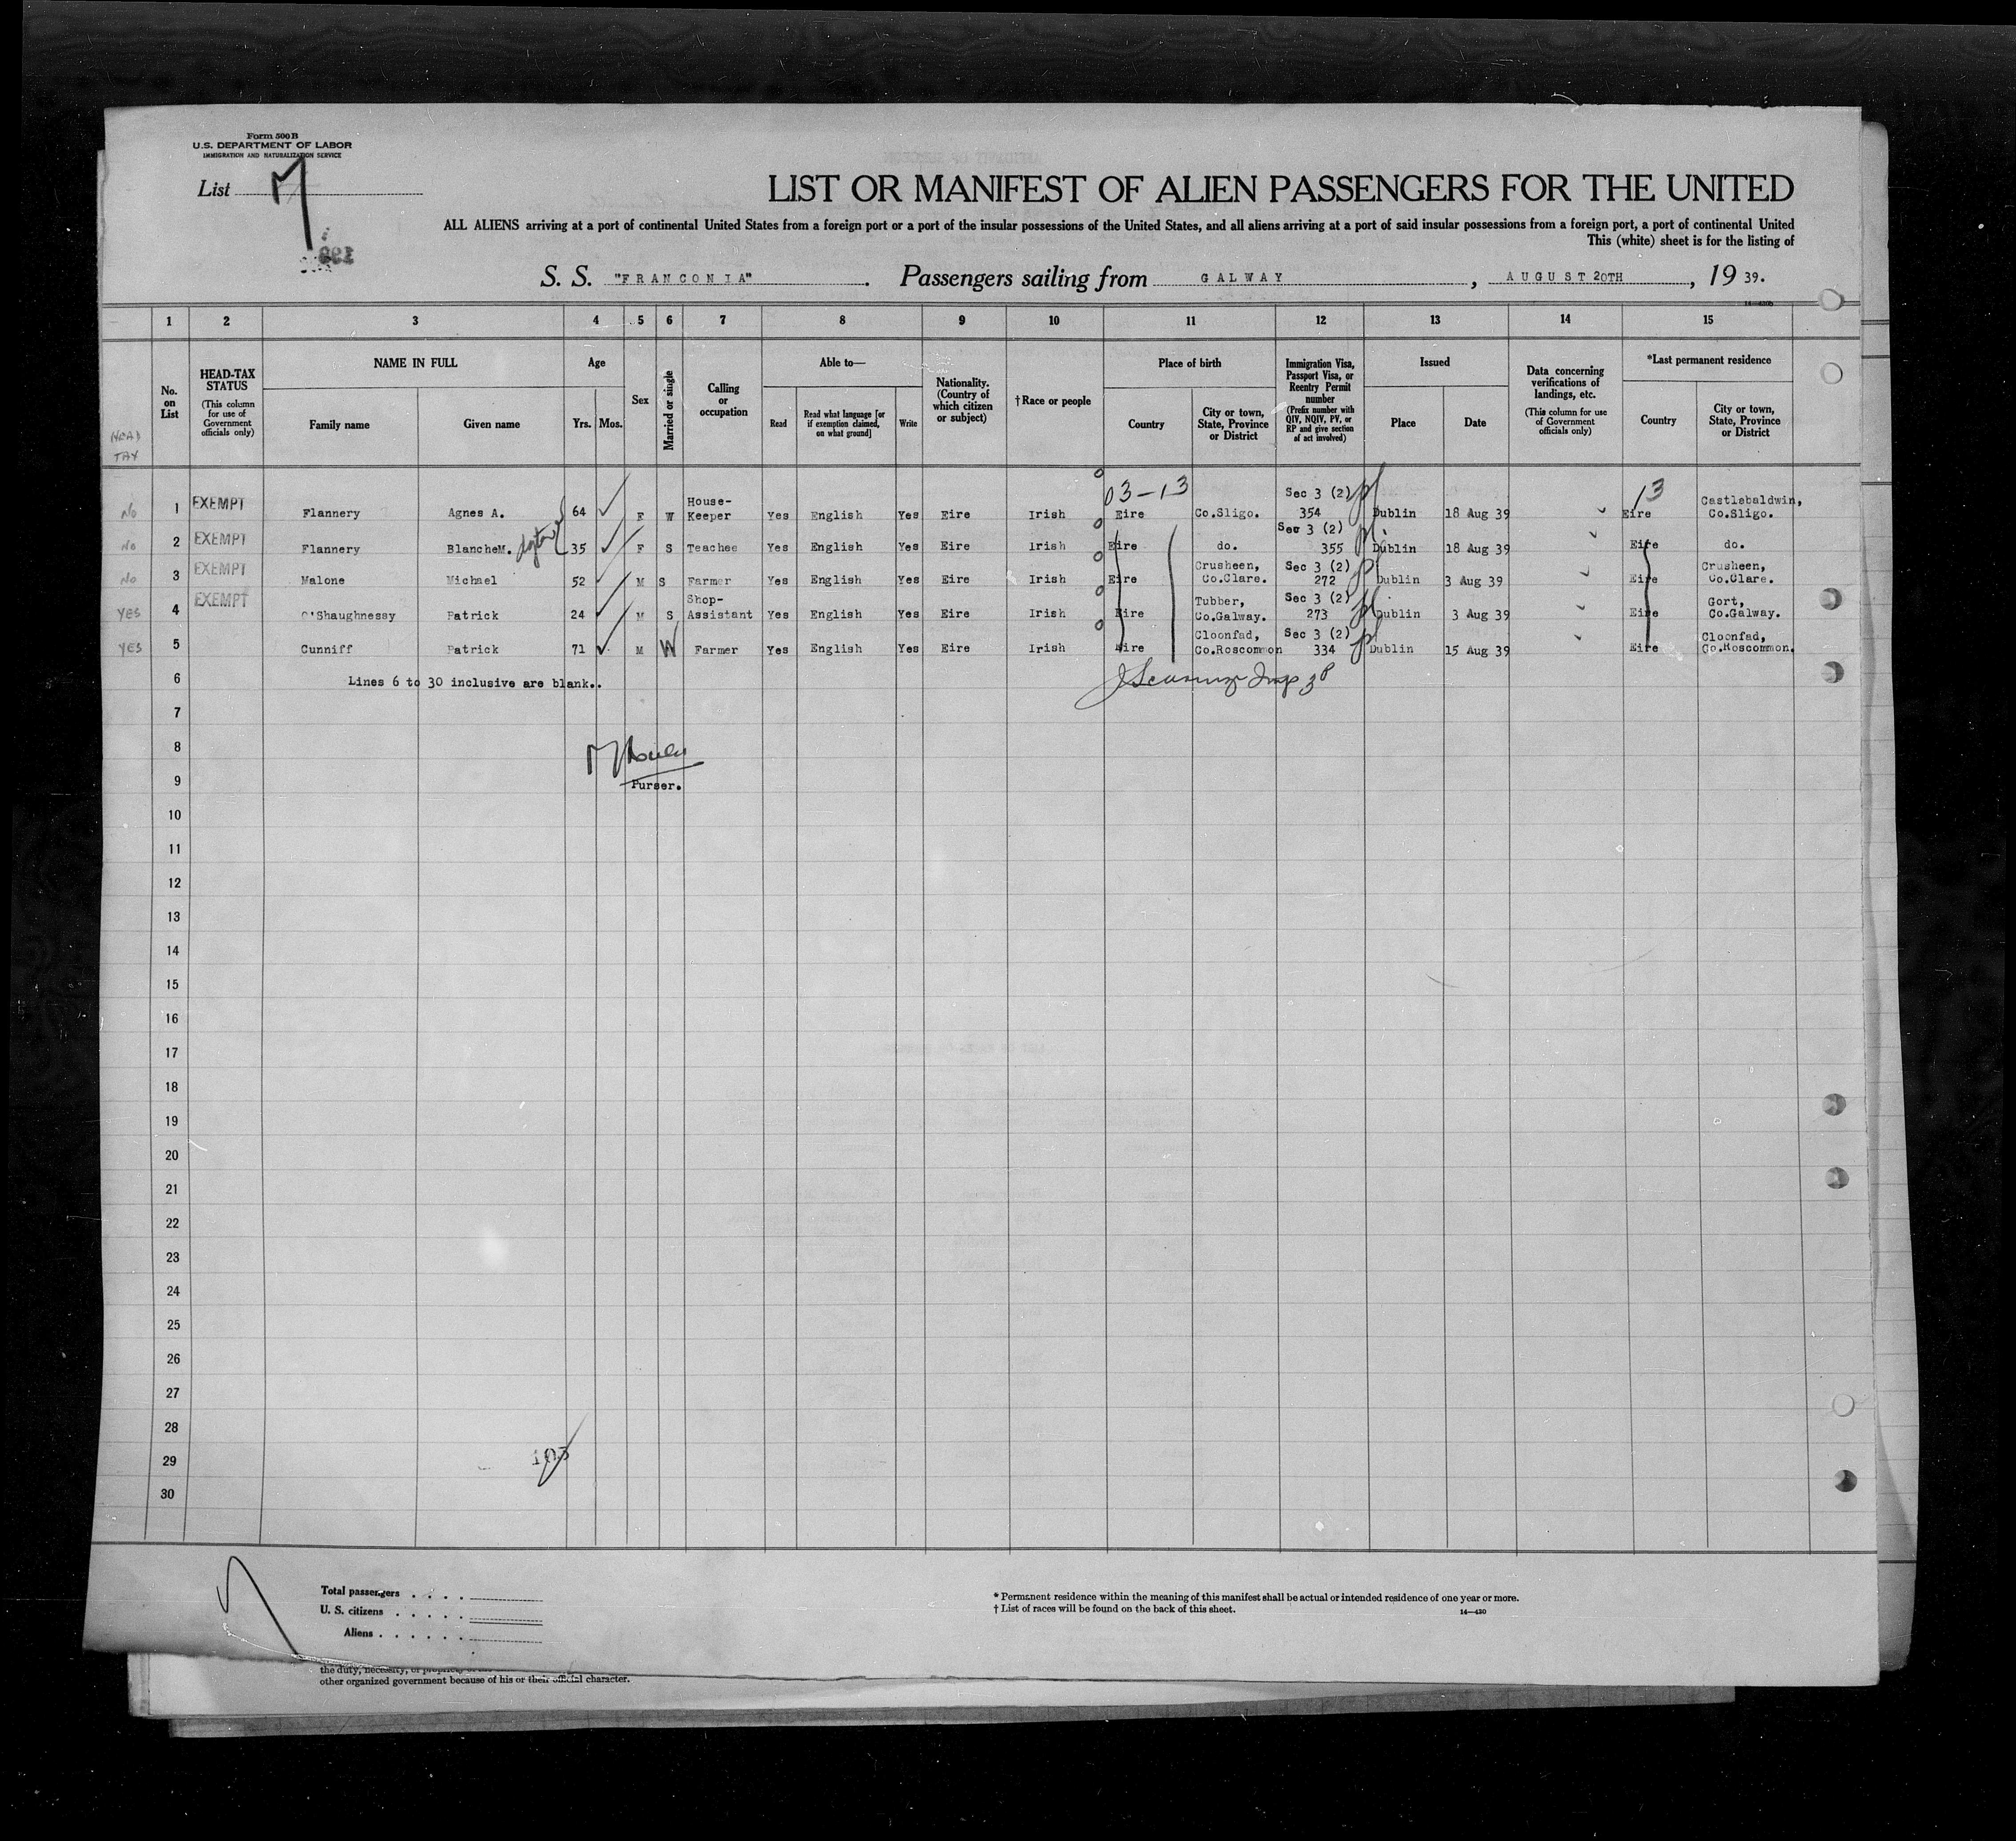 Form 500 B
U.S. DEPARTMENT OF LABOR
IMMIGRATION AND NATURALIZATION SERVICE
List
LIST OR MANIFEST OF ALIEN PASSENGERS FOR THE UNITED
ALL ALIENS arriving at a port of continental United States from a foreign port or a port of the insular possessions of the United States, and all aliens arriving at a port of said insular possessions from a foreign port, a port of continental United
This (white) sheet is for the listing of
S. S. "FRANCONIA". Passengers sailing from GALWAY, AUGUST 20TH, 19 39.
1 2 3 4 5 6 7 8 9 10 11 12 13 14 15
HEAD TAX
No. on List
HEAD-TAX STATUS (This column for use of Government officials only)
NAME IN FULL
Family name
Given name
Age
Yrs. Mos.
Sex
Married or single
Calling or occupation
Able to—
Read
Read what language [or if exemption claimed, on what ground]
Write
Nationality. (Country of which citizen or subject)
† Race or people
Place of birth
Country
City or town, State, Province or District
Immigration Visa, Passport Visa, or Reentry Permit number (Prefix number with QIV, NQIV, PV, or RP and give section of act involved)
Issued
Place
Date
Data concerning verifications of landings, etc. (This column for use of Government officials only)
*Last permanent residence
Country
City or town, State, Province or District
03-13
13
No 1 EXEMPT Flannery Agnes A. 64 F W House-Keeper Yes English Yes Eire Irish Eire Co.Sligo. Sec 3 (2) 354 Dublin 18 Aug 39 Eire Castlebaldwin, Co.Sligo.
No 2 EXEMPT Flannery BlancheM. 35 F S Teachee Yes English Yes Eire Irish Eire do. Sec 3 (2) 355 Dublin 18 Aug 39 Eire do.
No 3 EXEMPT Malone Michael 52 M S Farmer Yes English Yes Eire Irish Eire Crusheen, Co.Clare. Sec 3 (2) 272 Dublin 3 Aug 39 Eire Crusheen, Co.Clare.
YES 4 EXEMPT O'Shaughnessy Patrick 24 M S Shop-Assistant Yes English Yes Eire Irish Eire Tubber, Co.Galway. Sec 3 (2) 273 Dublin 3 Aug 39 Eire Gort, Co.Galway.
YES 5 Cunniff Patrick 71 M W Farmer Yes English Yes Eire Irish Eire Cloonfad, Co.Roscommon Sec 3 (2) 334 Dublin 15 Aug 39 Eire Cloonfad, Co.Roscommon.
6 Lines 6 to 30 inclusive are blank..
7
8
9 Purser.
10
11
12
13
14
15
16
17
18
19
20
21
22
23
24
25
26
27
28
29 103
30
Total passengers . . . .
U. S. citizens . . . . .
Aliens . . . . . .
* Permanent residence within the meaning of this manifest shall be actual or intended residence of one year or more.
† List of races will be found on the back of this sheet.
14—430
other organized government because of his or their official character.